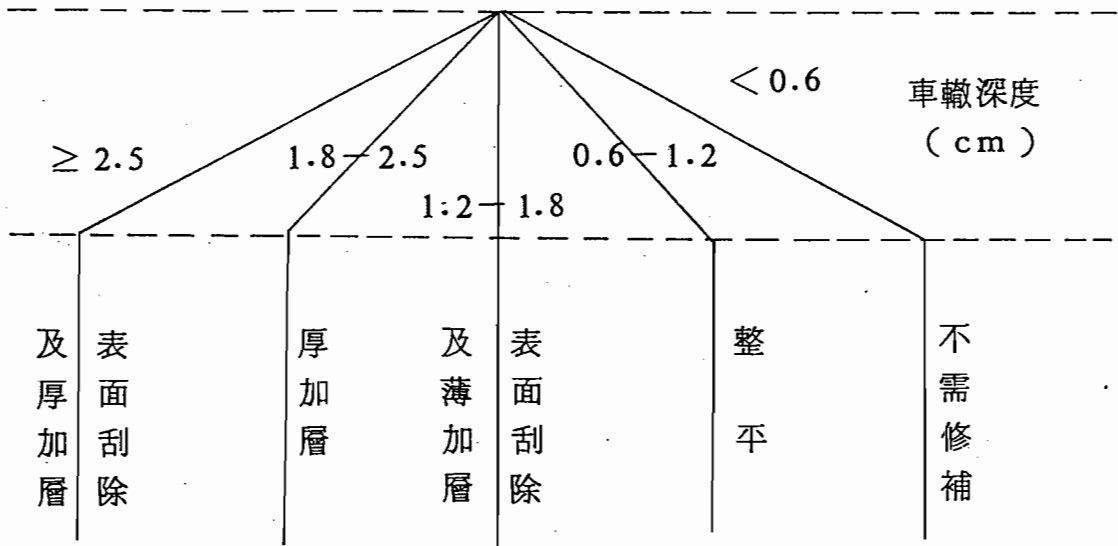 < 0.6
車轍深度
( cm )
≥ 2.5
1.8－2.5
0.6－1.2
1:2－1.8
表面刮除
及厚加層
厚加層
表面刮除
及薄加層
整平
不需修補